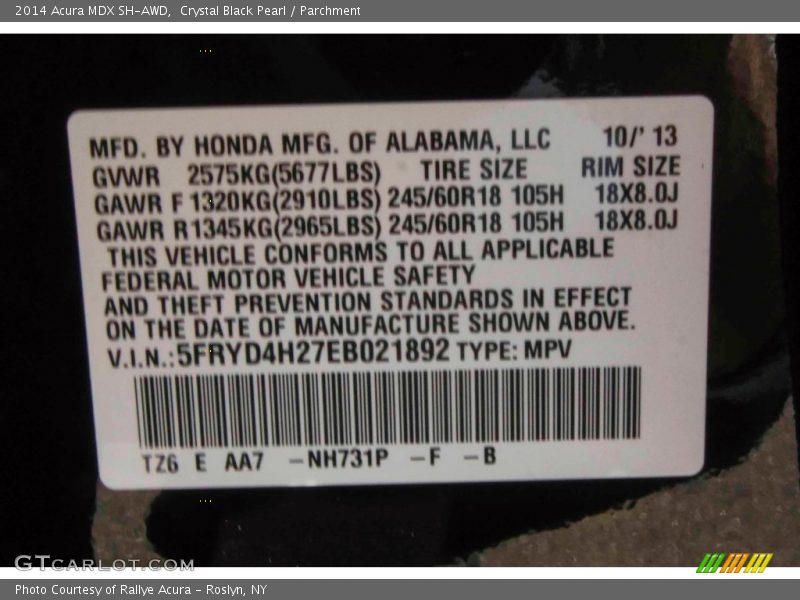 2014 Acura MDX SH-AWD,  Crystal Black Pearl / Parchment
MFD. BY HONDA MFG. OF ALABAMA, LLC 10/' 13
GVWR 2575KG(5677LBS) TIRE SIZE RIM SIZE
GAWR F 1320KG(2910LBS) 245/60R18 105H 18X8.0J
GAWR R1345KG(2965LBS) 245/60R18 105H 18X8.0J
THIS VEHICLE CONFORMS TO ALL APPLICABLE
FEDERAL MOTOR VEHICLE SAFETY
AND THEFT PREVENTION STANDARDS IN EFFECT
ON THE DATE OF MANUFACTURE SHOWN ABOVE.
V.I.N.:5FRYD4H27EB021892 TYPE: MPV
TZ6 E AA7 -NH731P -F -B
GTCARLOT.COM
Photo Courtesy of Rallye Acura - Roslyn, NY